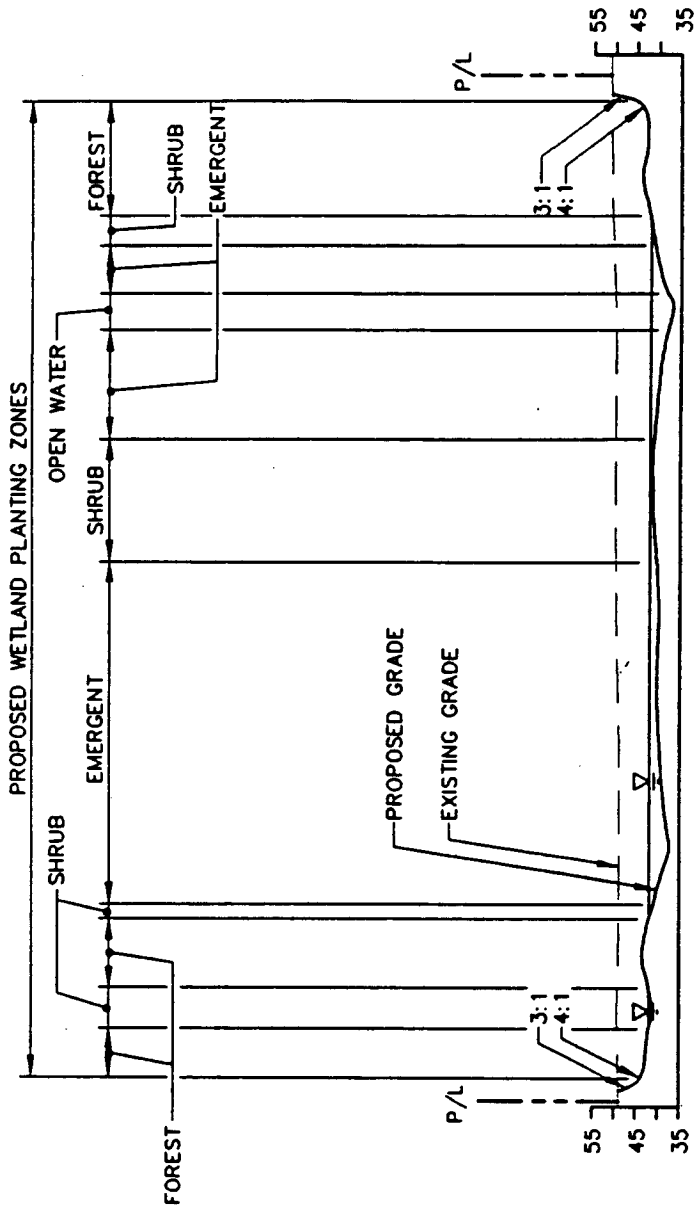 PROPOSED WETLAND PLANTING ZONES
SHRUB
OPEN WATER
EMERGENT
SHRUB
FOREST
SHRUB
EMERGENT
FOREST
PROPOSED GRADE
EXISTING GRADE
P/L
P/L
3:1
4:1
3:1
4:1
55
45
35
55
45
35